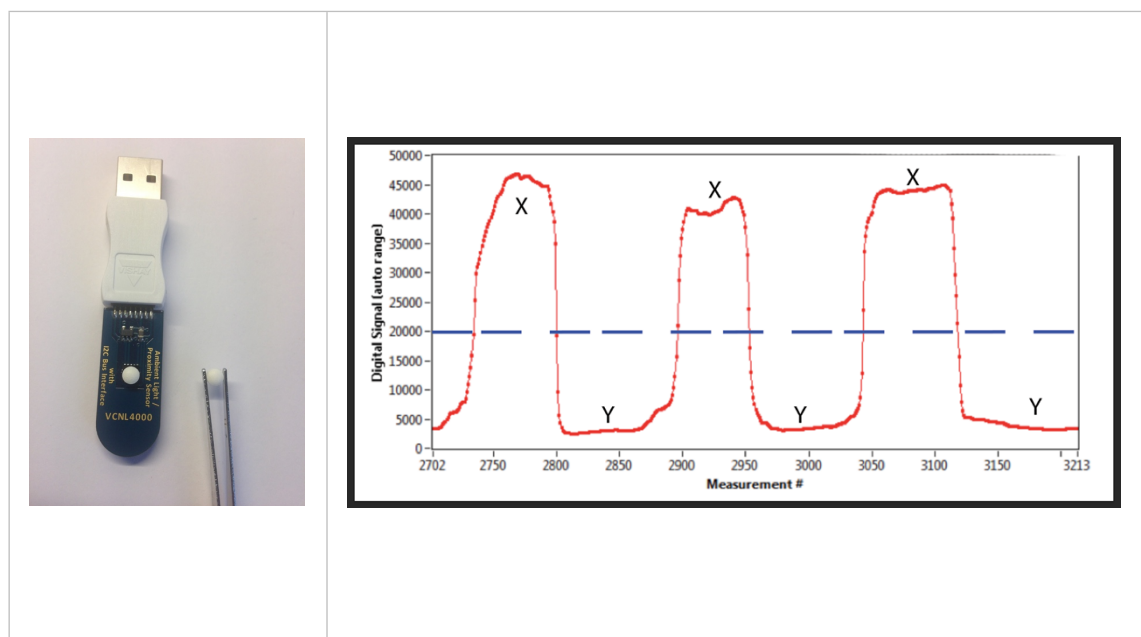 Ambient Light /
Proximity Sensor
with
I2C Bus Interface
VCNL4000
Digital Signal (auto range)
50000
45000
40000
35000
30000
25000
20000
15000
10000
5000
0
X
X
X
Y
Y
Y
2702
2750
2800
2850
2900
2950
3000
3050
3100
3150
3213
Measurement #